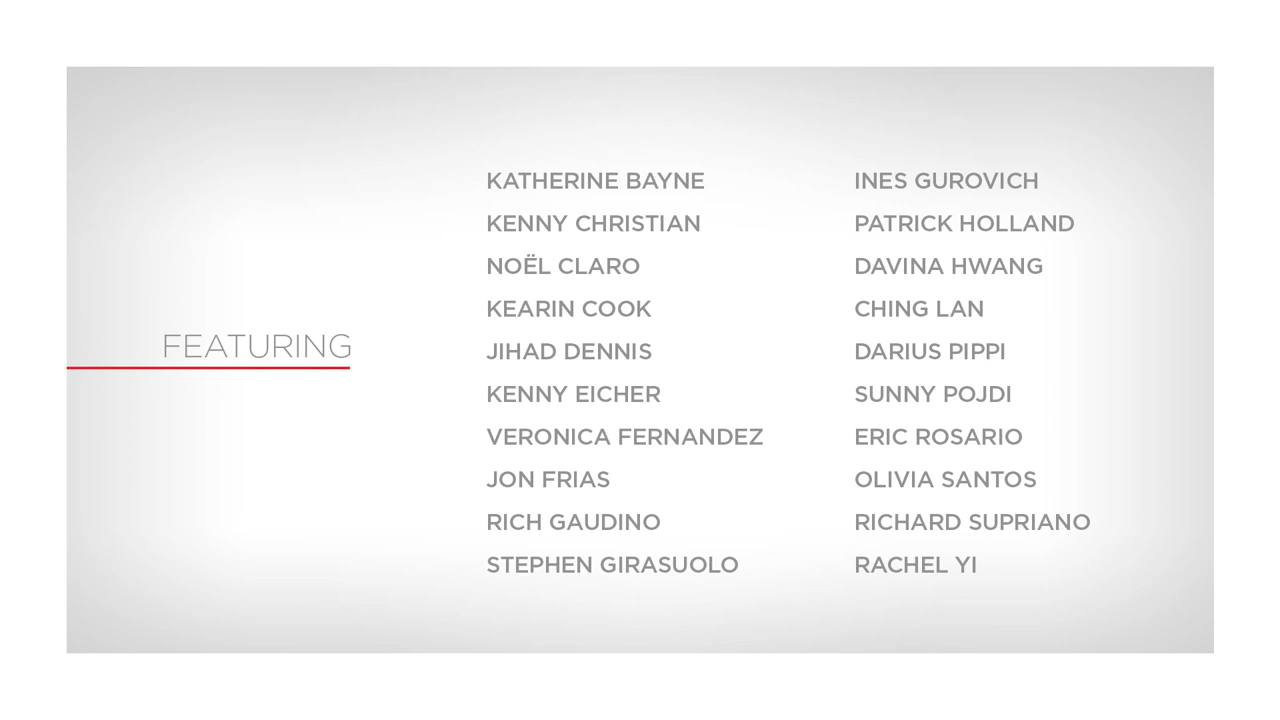 FEATURING
KATHERINE BAYNE
KENNY CHRISTIAN
NOËL CLARO
KEARIN COOK
JIHAD DENNIS
KENNY EICHER
VERONICA FERNANDEZ
JON FRIAS
RICH GAUDINO
STEPHEN GIRASUOLO
INES GUROVICH
PATRICK HOLLAND
DAVINA HWANG
CHING LAN
DARIUS PIPPI
SUNNY POJDI
ERIC ROSARIO
OLIVIA SANTOS
RICHARD SUPRIANO
RACHEL YI